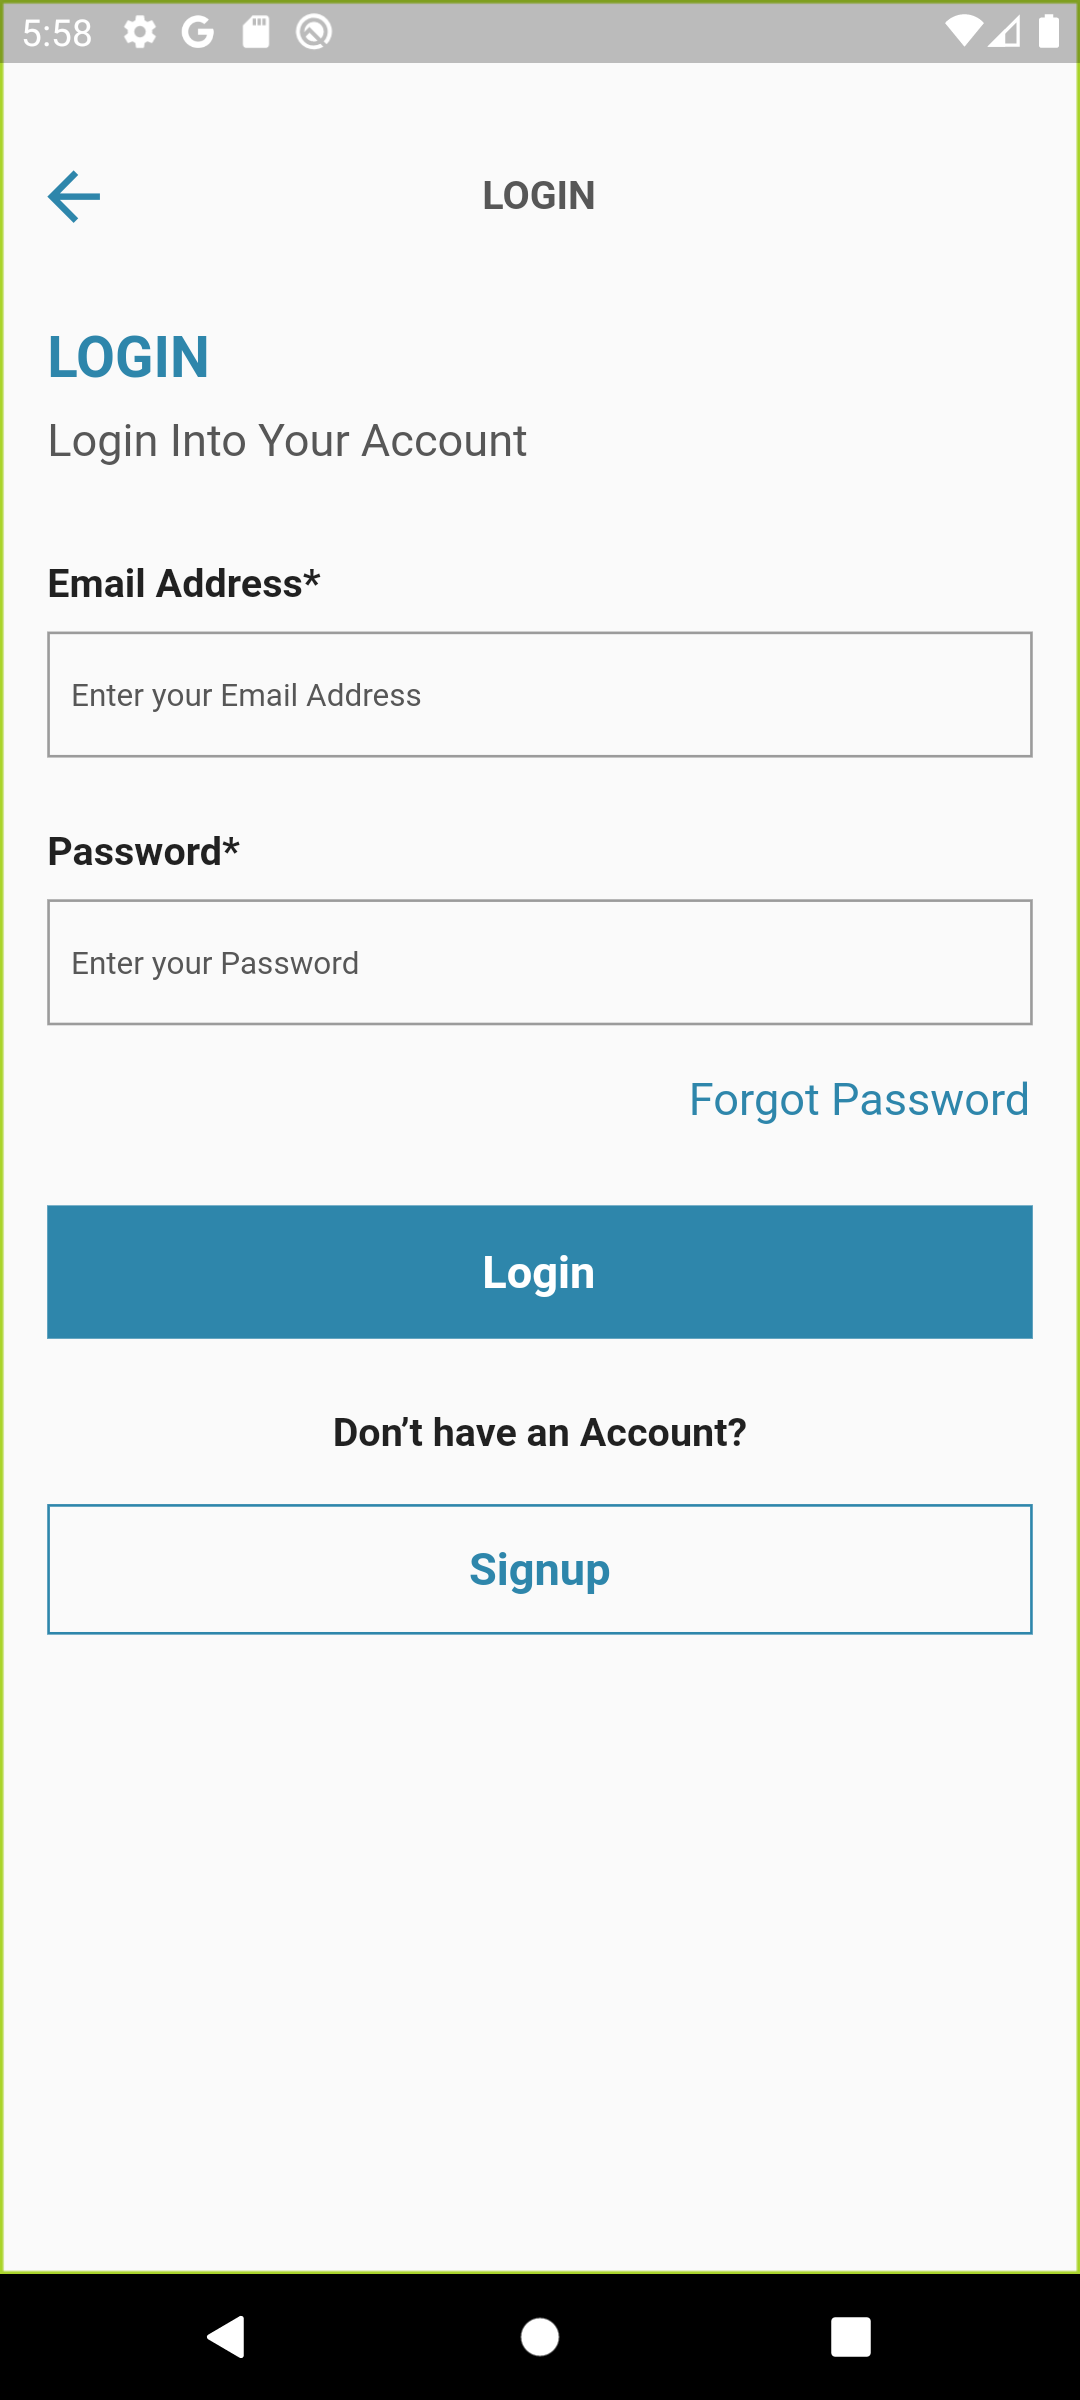 5:58
LOGIN
LOGIN
Login Into Your Account
Email Address*
Enter your Email Address
Password*
Enter your Password
Forgot Password
Login
Don’t have an Account?
Signup